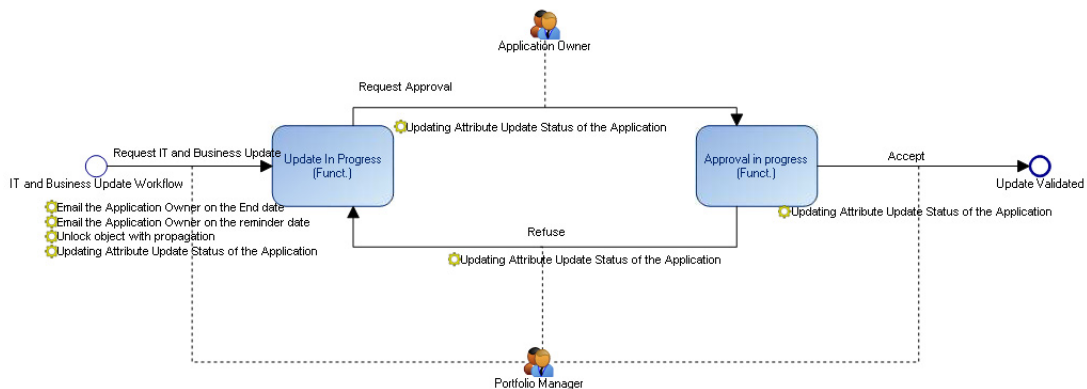 Application Owner
Request Approval
Updating Attribute Update Status of the Application
Request IT and Business Update
Update In Progress
(Funct.)
Approval in progress
(Funct.)
Accept
IT and Business Update Workflow
Update Validated
Email the Application Owner on the End date
Email the Application Owner on the reminder date
Unlock object with propagation
Updating Attribute Update Status of the Application
Updating Attribute Update Status of the Application
Refuse
Updating Attribute Update Status of the Application
Portfolio Manager